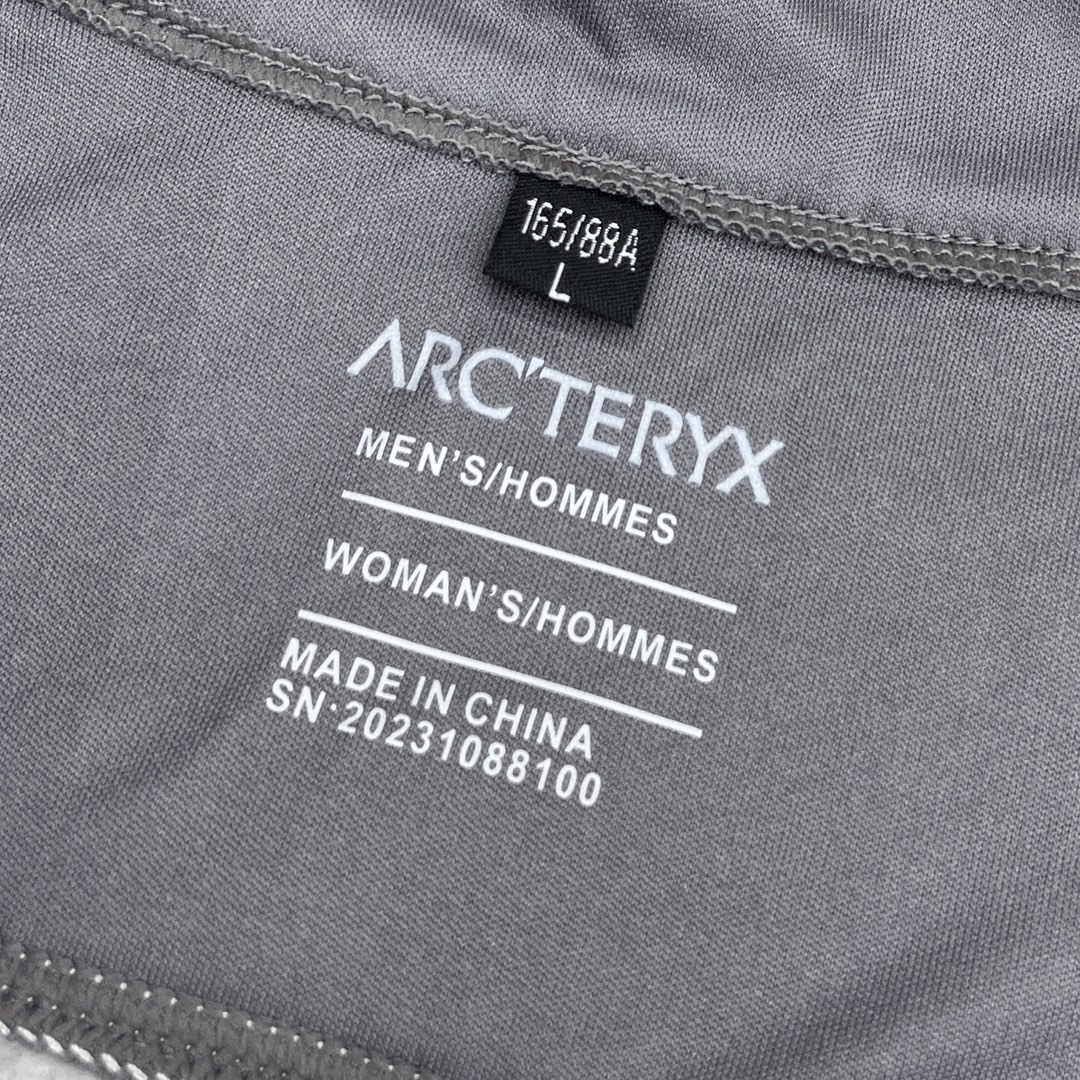 165/88A
L
ARC'TERYX
MEN'S/HOMMES
WOMAN'S/HOMMES
MADE IN CHINA
SN·20231088100